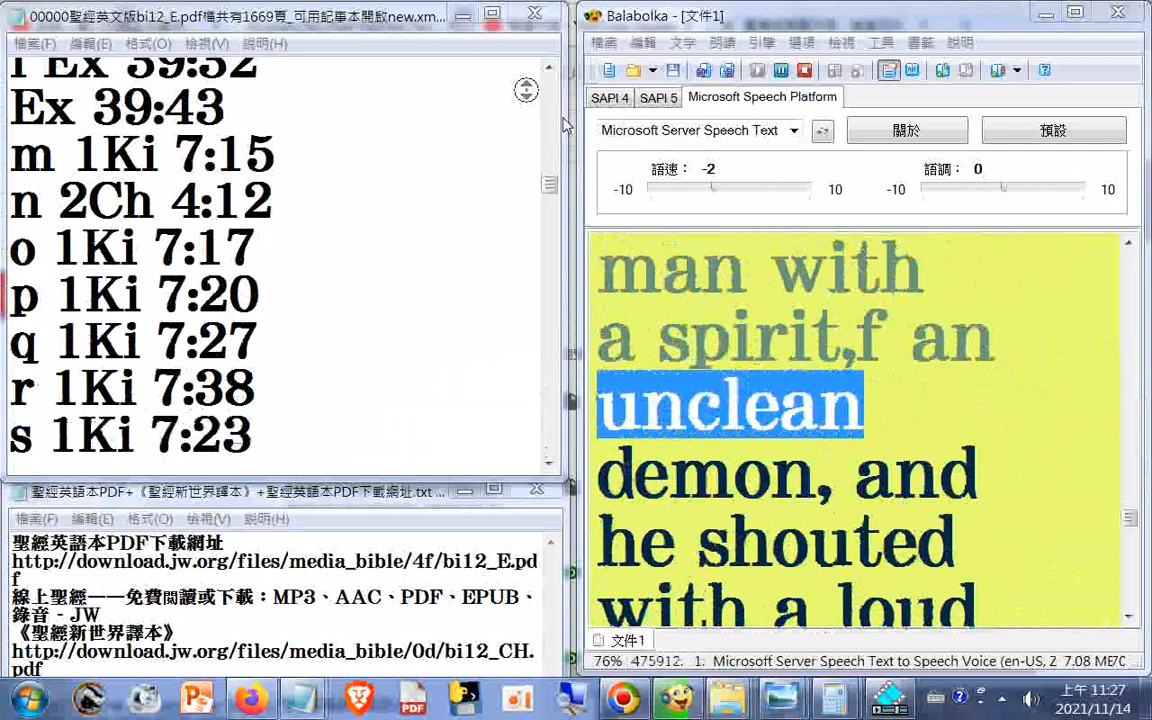 00000聖經英文版bi12_E.pdf檔共有1669頁_可用記事本開啟new.xm...
檔案(F) 編輯(E) 格式(O) 檢視(V) 說明(H)
l Ex 39:32
Ex 39:43
m 1Ki 7:15
n 2Ch 4:12
o 1Ki 7:17
p 1Ki 7:20
q 1Ki 7:27
r 1Ki 7:38
s 1Ki 7:23
聖經英語本PDF+《聖經新世界譯本》+聖經英語本PDF下載網址.txt ...
檔案(F) 編輯(E) 格式(O) 檢視(V) 說明(H)
聖經英語本PDF下載網址
http://download.jw.org/files/media_bible/4f/bi12_E.pd
f
線上聖經——免費閱讀或下載：MP3、AAC、PDF、EPUB、
錄音 - JW
《聖經新世界譯本》
http://download.jw.org/files/media_bible/0d/bi12_CH.
pdf
Balabolka - [文件1]
檔案 編輯 文字 朗讀 引擎 選項 檢視 工具 書籤 說明
SAPI 4 SAPI 5 Microsoft Speech Platform
Microsoft Server Speech Text 關於 預設
語速： -2 語調： 0
-10 10 -10 10
man with
a spirit,f an
unclean
demon, and
he shouted
with a loud
文件1
76% 475912. 1. Microsoft Server Speech Text to Speech Voice (en-US, Z 7.08 ME
上午 11:27
2021/11/14